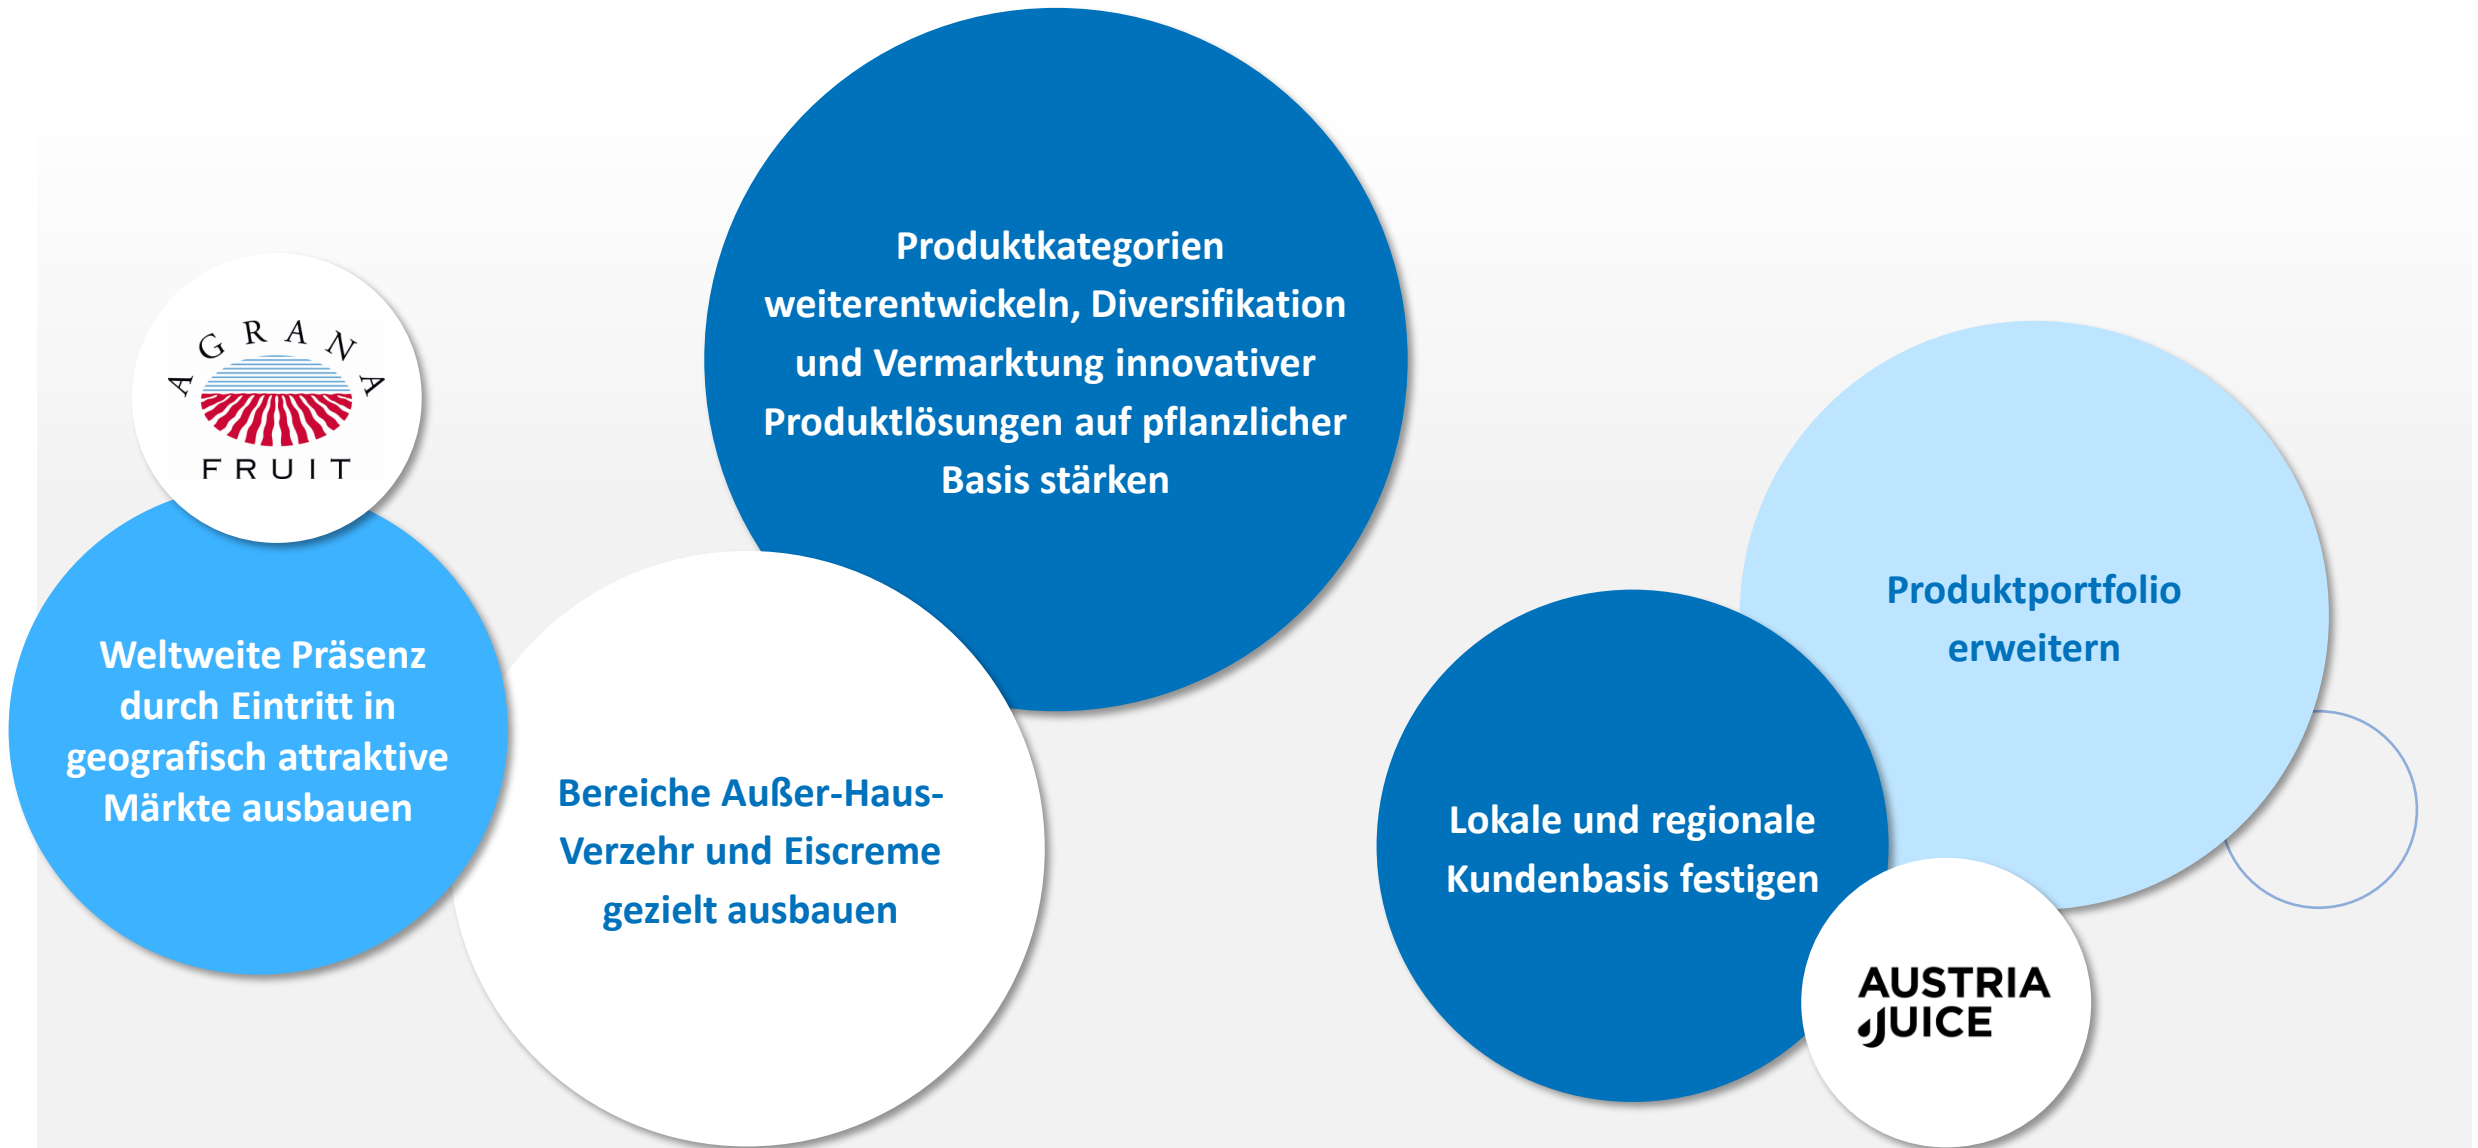 AGRANA
FRUIT
Weltweite Präsenz
durch Eintritt in
geografisch attraktive
Märkte ausbauen
Produktkategorien
weiterentwickeln, Diversifikation
und Vermarktung innovativer
Produktlösungen auf pflanzlicher
Basis stärken
Bereiche Außer-Haus-
Verzehr und Eiscreme
gezielt ausbauen
Lokale und regionale
Kundenbasis festigen
Produktportfolio
erweitern
AUSTRIA
JUICE